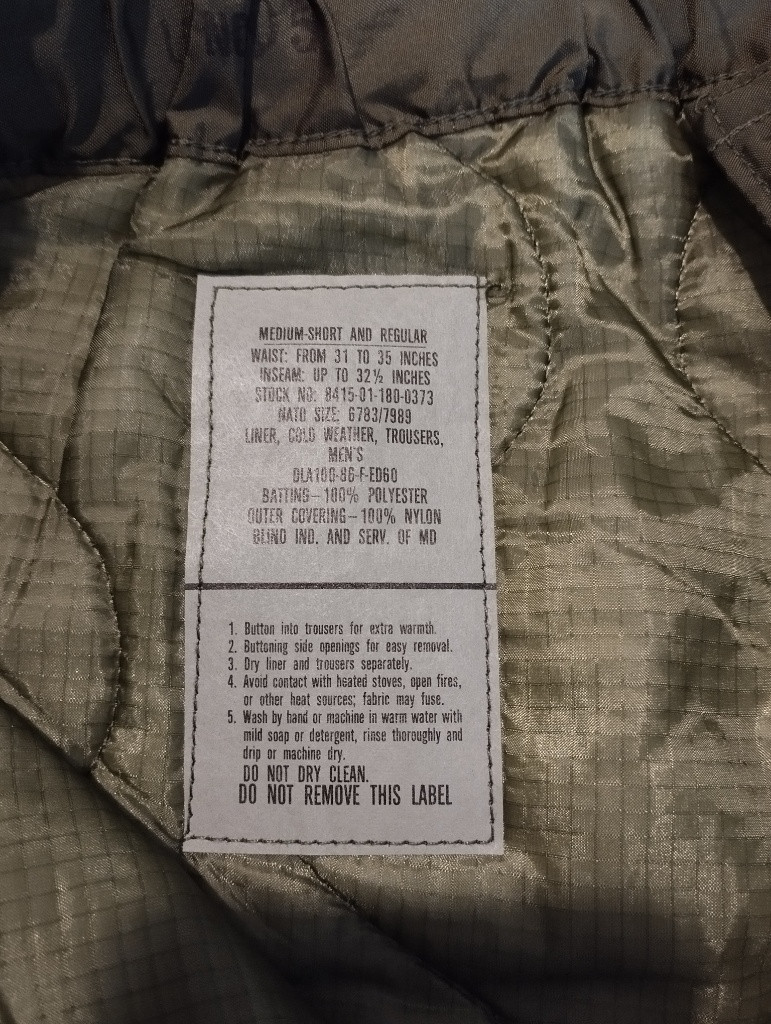 MEDIUM-SHORT AND REGULAR
WAIST: FROM 31 TO 35 INCHES
INSEAM: UP TO 32½ INCHES
STOCK NO: 8415-01-180-0373
NATO SIZE: 6783/7989
LINER, COLD WEATHER, TROUSERS,
MEN'S
DLA100-86-F-ED60
BATTING—100% POLYESTER
OUTER COVERING—100% NYLON
BLIND IND. AND SERV. OF MD
1. Button into trousers for extra warmth.
2. Buttoning side openings for easy removal.
3. Dry liner and trousers separately.
4. Avoid contact with heated stoves, open fires,
or other heat sources; fabric may fuse.
5. Wash by hand or machine in warm water with
mild soap or detergent, rinse thoroughly and
drip or machine dry.
DO NOT DRY CLEAN.
DO NOT REMOVE THIS LABEL